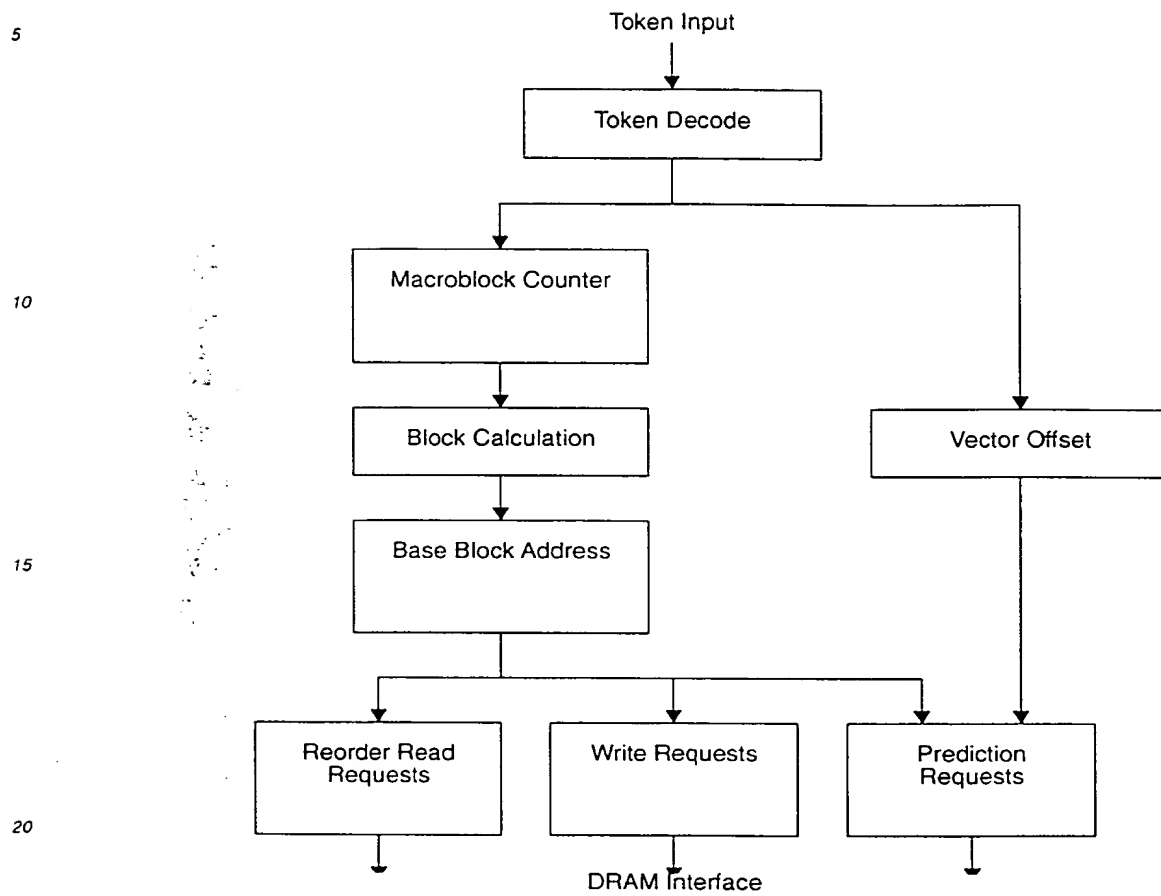 5
Token Input
Token Decode
Macroblock Counter
10
Block Calculation
Vector Offset
Base Block Address
15
Reorder Read
Requests
Write Requests
Prediction
Requests
20
DRAM Interface